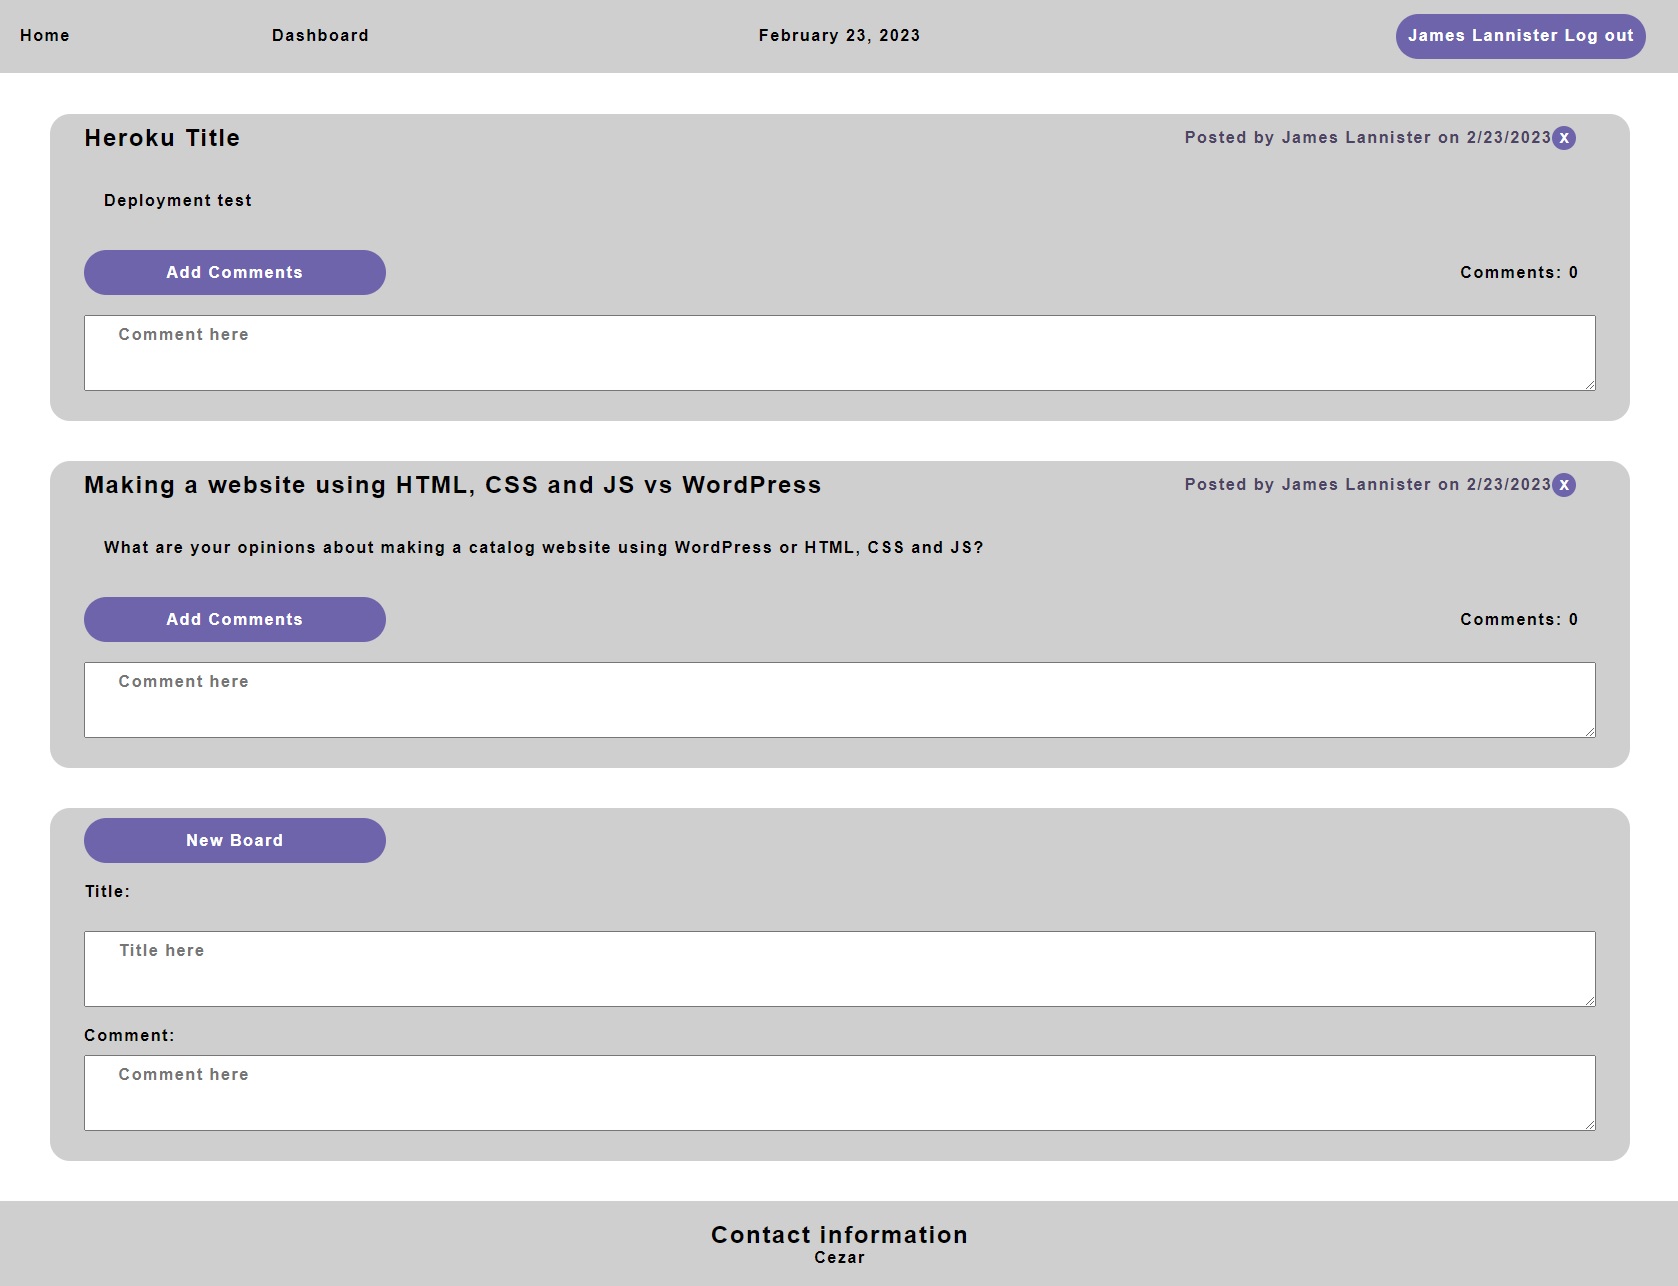 Home Dashboard February 23, 2023 James Lannister Log out
Heroku Title Posted by James Lannister on 2/23/2023 X
Deployment test
Add Comments Comments: 0
Comment here
Making a website using HTML, CSS and JS vs WordPress Posted by James Lannister on 2/23/2023 X
What are your opinions about making a catalog website using WordPress or HTML, CSS and JS?
Add Comments Comments: 0
Comment here
New Board
Title:
Title here
Comment:
Comment here
Contact information
Cezar